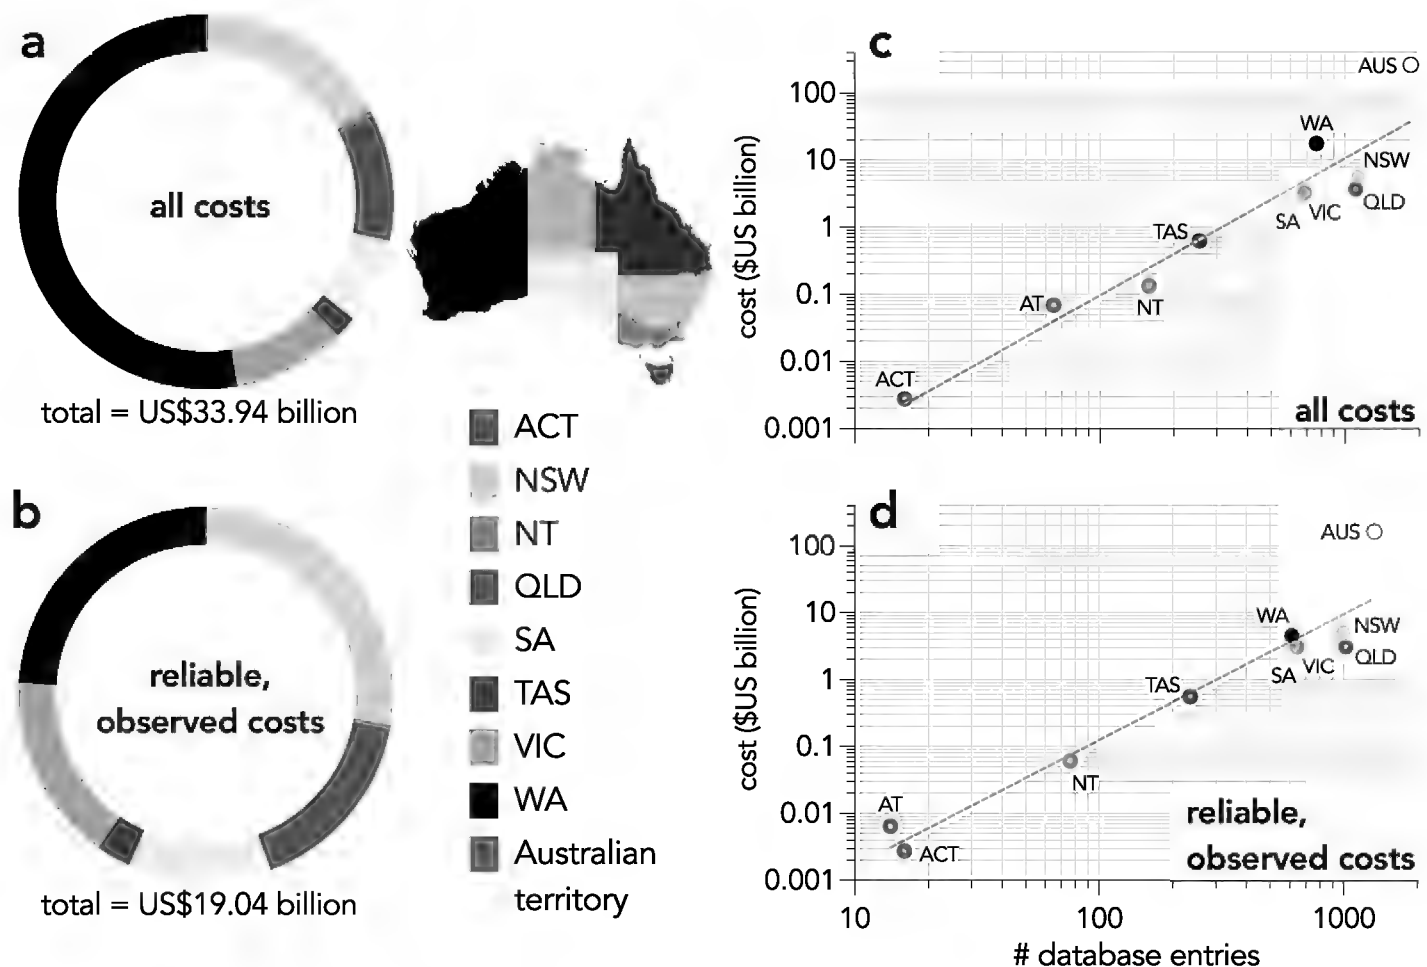 a
all costs
total = US$33.94 billion
b
reliable,
observed costs
total = US$19.04 billion
ACT
NSW
NT
QLD
SA
TAS
VIC
WA
Australian
territory
c
cost ($US billion)
100
10
1
0.1
0.01
0.001
AUS
WA
NSW
QLD
VIC
SA
TAS
NT
AT
ACT
all costs
d
cost ($US billion)
100
10
1
0.1
0.01
0.001
AUS
WA
NSW
QLD
VIC
SA
TAS
NT
AT
ACT
reliable,
observed costs
10
100
1000
# database entries